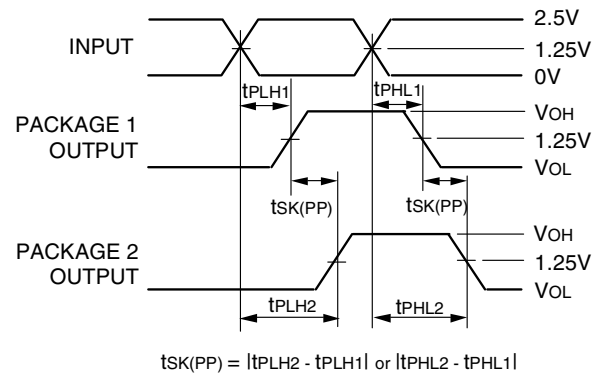 INPUT
2.5V
1.25V
0V
tPLH1
tPHL1
PACKAGE 1
OUTPUT
VOH
1.25V
VOL
tSK(PP)
tSK(PP)
PACKAGE 2
OUTPUT
VOH
1.25V
VOL
tPLH2
tPHL2
tSK(PP) = |tPLH2 - tPLH1| or |tPHL2 - tPHL1|